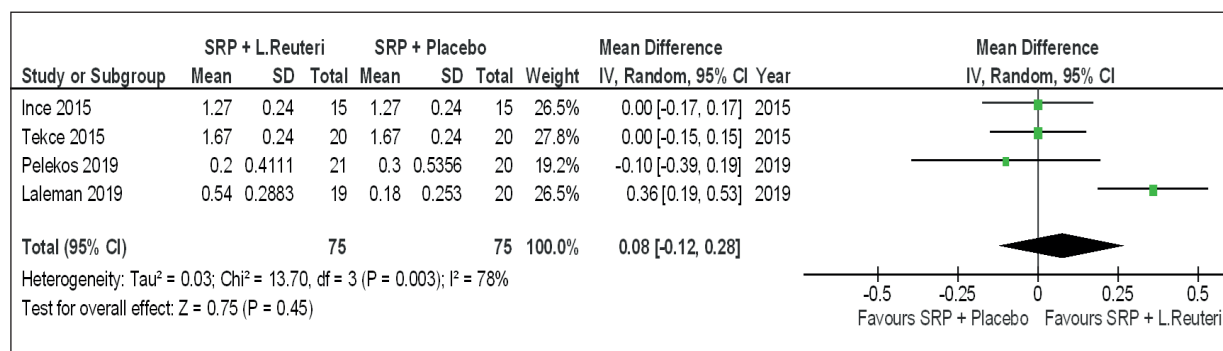 SRP + L.Reuteri SRP + Placebo Mean Difference Mean Difference
Study or Subgroup Mean SD Total Mean SD Total Weight IV, Random, 95% CI Year IV, Random, 95% CI
Ince 2015 1.27 0.24 15 1.27 0.24 15 26.5% 0.00 [-0.17, 0.17] 2015
Tekce 2015 1.67 0.24 20 1.67 0.24 20 27.8% 0.00 [-0.15, 0.15] 2015
Pelekos 2019 0.2 0.4111 21 0.3 0.5356 20 19.2% -0.10 [-0.39, 0.19] 2019
Laleman 2019 0.54 0.2883 19 0.18 0.253 20 26.5% 0.36 [0.19, 0.53] 2019
Total (95% CI) 75 75 100.0% 0.08 [-0.12, 0.28]
Heterogeneity: Tau² = 0.03; Chi² = 13.70, df = 3 (P = 0.003); I² = 78%
Test for overall effect: Z = 0.75 (P = 0.45)
-0.5 -0.25 0 0.25 0.5
Favours SRP + Placebo Favours SRP + L.Reuteri